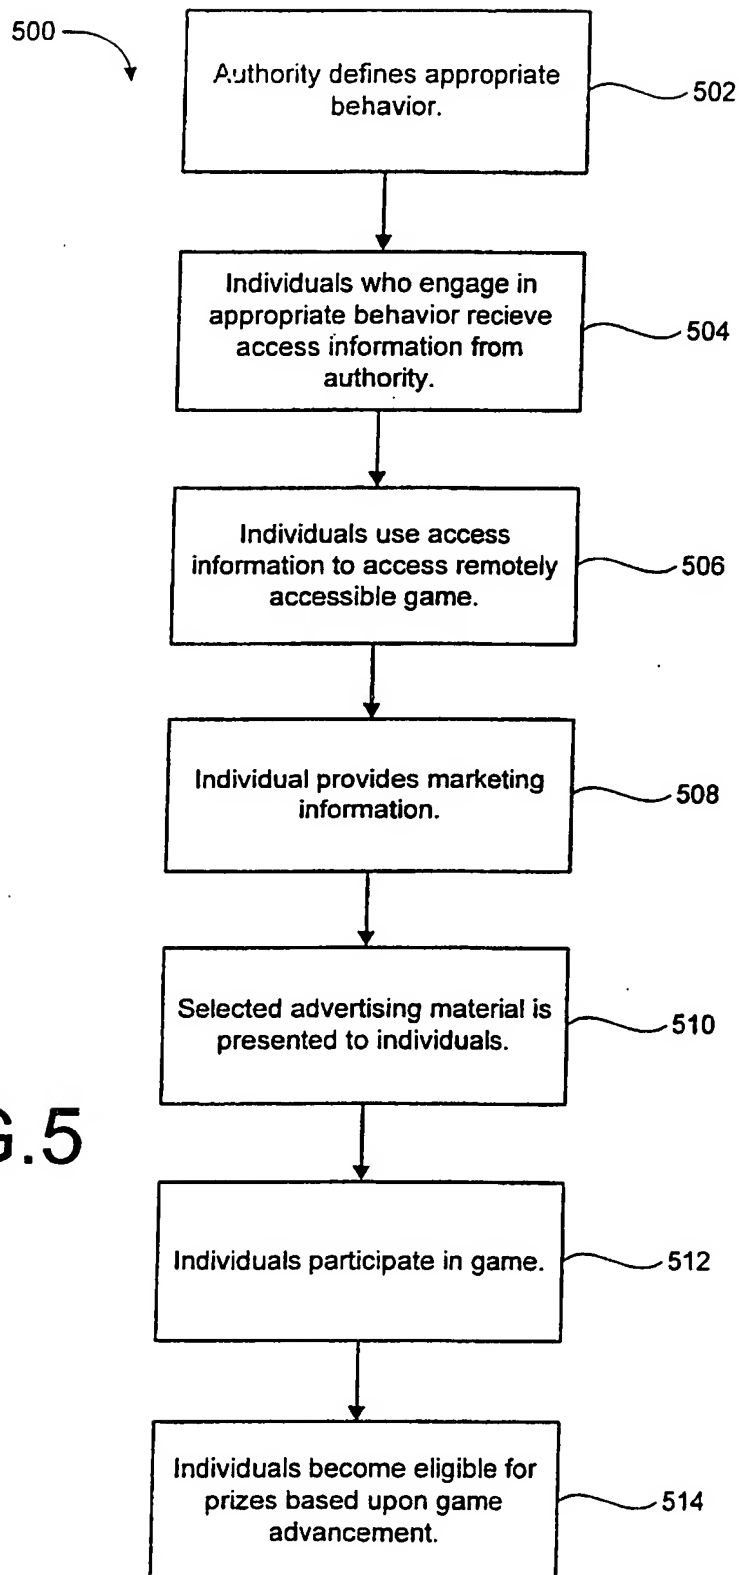 500
Authority defines appropriate
behavior.
502
Individuals who engage in
appropriate behavior recieve
access information from
authority.
504
Individuals use access
information to access remotely
accessible game.
506
Individual provides marketing
information.
508
Selected advertising material is
presented to individuals.
510
G.5
Individuals participate in game.
512
Individuals become eligible for
prizes based upon game
advancement.
514